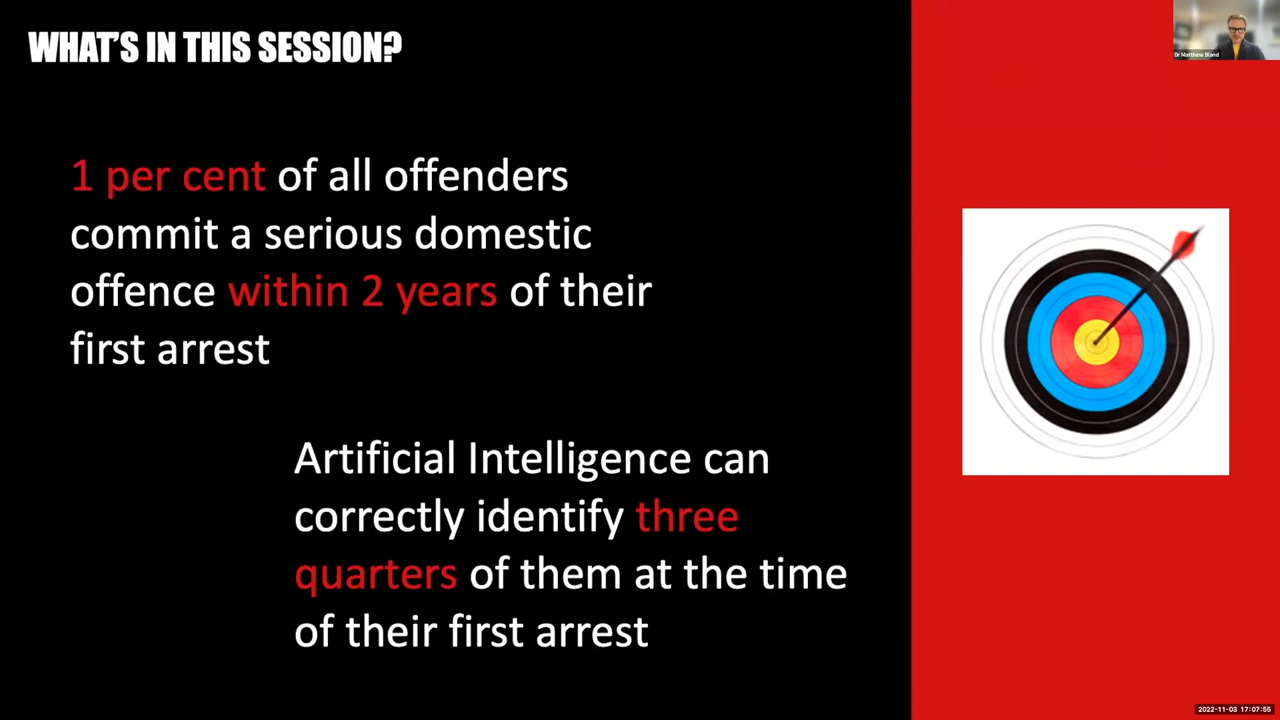 WHAT'S IN THIS SESSION?
Dr Matthew Bland
1 per cent of all offenders
commit a serious domestic
offence within 2 years of their
first arrest
Artificial Intelligence can
correctly identify three
quarters of them at the time
of their first arrest
2022-11-03 17:07:55